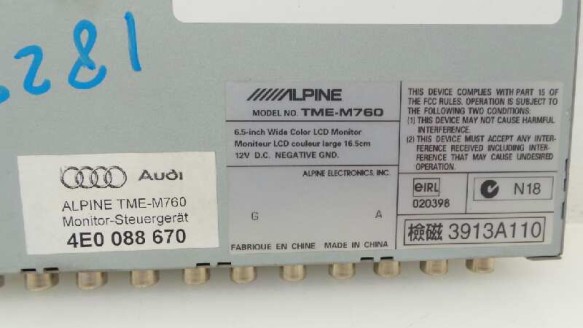 281
Audi
ALPINE TME-M760
Monitor-Steuergerät
4E0 088 670
ALPINE
MODEL NO. TME-M760
6.5-inch Wide Color LCD Monitor
Moniteur LCD couleur large 16.5cm
12V D.C. NEGATIVE GND.
ALPINE ELECTRONICS, INC.
G A
FABRIQUE EN CHINE MADE IN CHINA
THIS DEVICE COMPLIES WITH PART 15 OF
THE FCC RULES. OPERATION IS SUBJECT TO
THE FOLLOWING TWO CONDITIONS:
(1) THIS DEVICE MAY NOT CAUSE HARMFUL
INTERFERENCE.
(2) THIS DEVICE MUST ACCEPT ANY INTER-
FERENCE RECEIVED INCLUDING INTER-
FERENCE THAT MAY CAUSE UNDESIRED
OPERATION.
eIRL
020398
N18
檢磁 3913A110